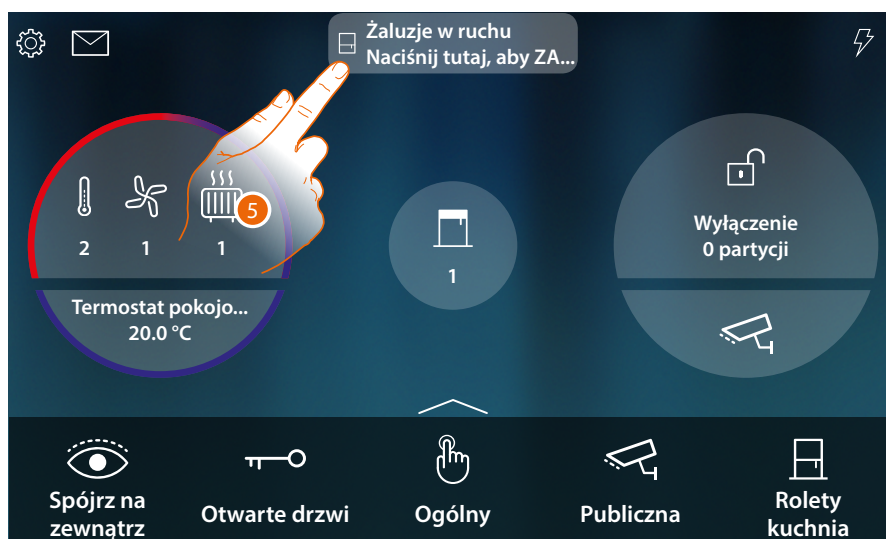 Żaluzje w ruchu
Naciśnij tutaj, aby ZA...
5
2
1
1
Termostat pokojo...
20.0 °C
1
Wyłączenie
0 partycji
Spójrz na
zewnątrz
Otwarte drzwi
Ogólny
Publiczna
Rolety
kuchnia